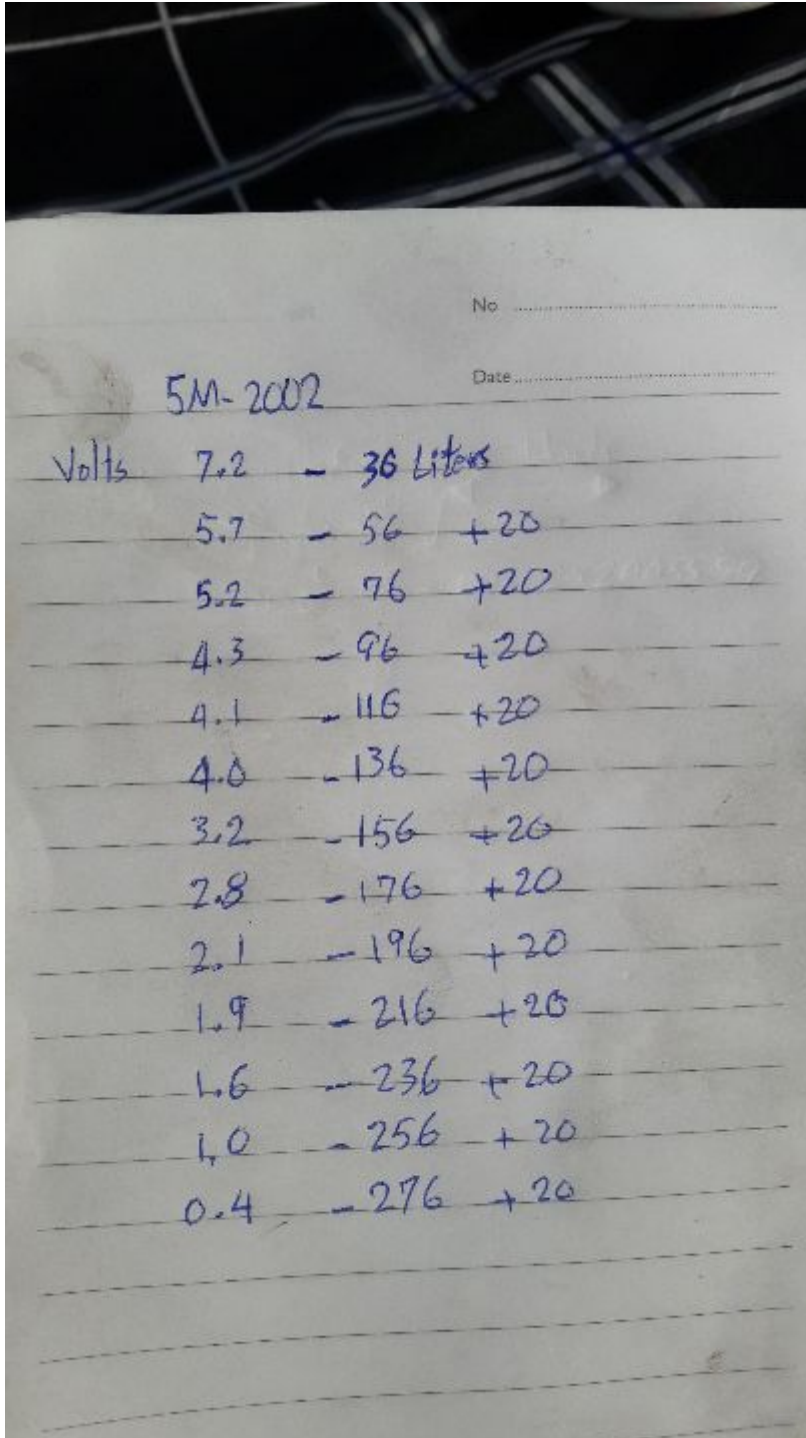 No
Date
5M-2002
Volts 7.2 - 36 Liters
5.7 - 56 +20
5.2 - 76 +20
4.3 - 96 +20
4.1 - 116 +20
4.0 - 136 +20
3.2 - 156 +20
2.8 - 176 +20
2.1 - 196 +20
1.9 - 216 +20
1.6 - 236 +20
1,0 - 256 +20
0.4 - 276 +20